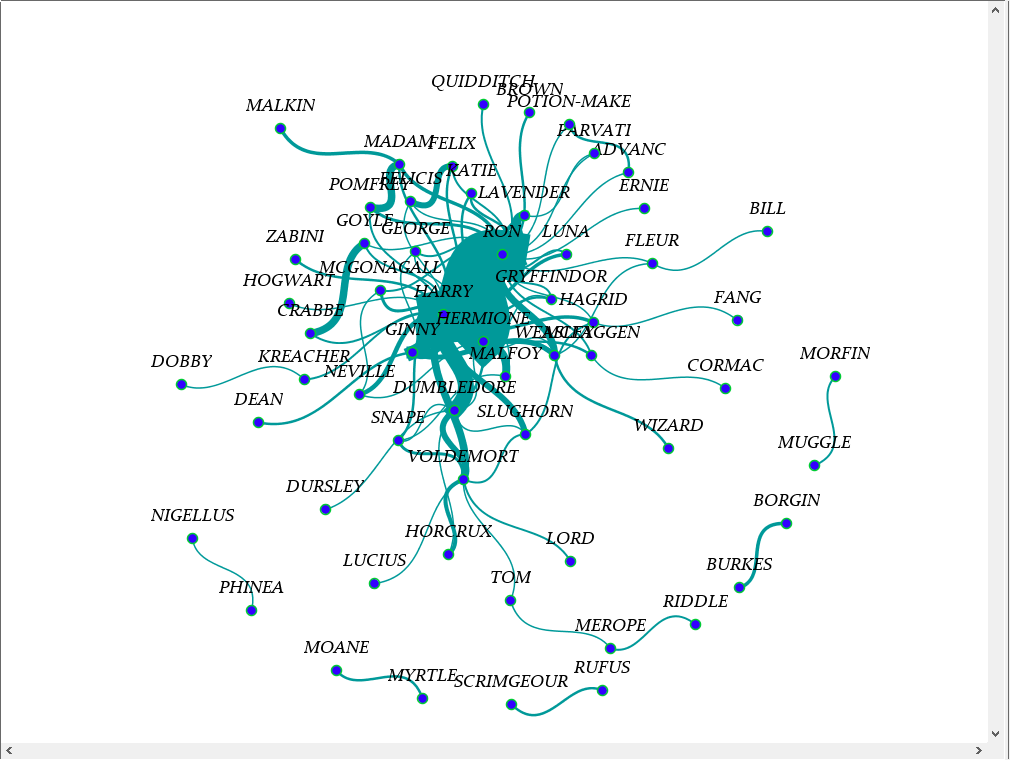 QUIDDITCH
BROWN
POTION-MAKE
MALKIN
PARVATI
MADAM
FELIX
ADVANC
KATIE
FELICIS
POMFREY
ERNIE
LAVENDER
BILL
GOYLE
GEORGE
RON
LUNA
ZABINI
FLEUR
MCGONAGALL
GRYFFINDOR
HOGWART
HARRY
HAGRID
FANG
CRABBE
HERMIONE
GINNY
WEASLEY
MCLAGGEN
DOBBY
KREACHER
MALFOY
MORFIN
NEVILLE
CORMAC
DUMBLEDORE
DEAN
SNAPE
SLUGHORN
WIZARD
MUGGLE
VOLDEMORT
DURSLEY
BORGIN
NIGELLUS
HORCRUX
LORD
LUCIUS
BURKES
PHINEA
TOM
RIDDLE
MEROPE
MOANE
RUFUS
MYRTLE
SCRIMGEOUR